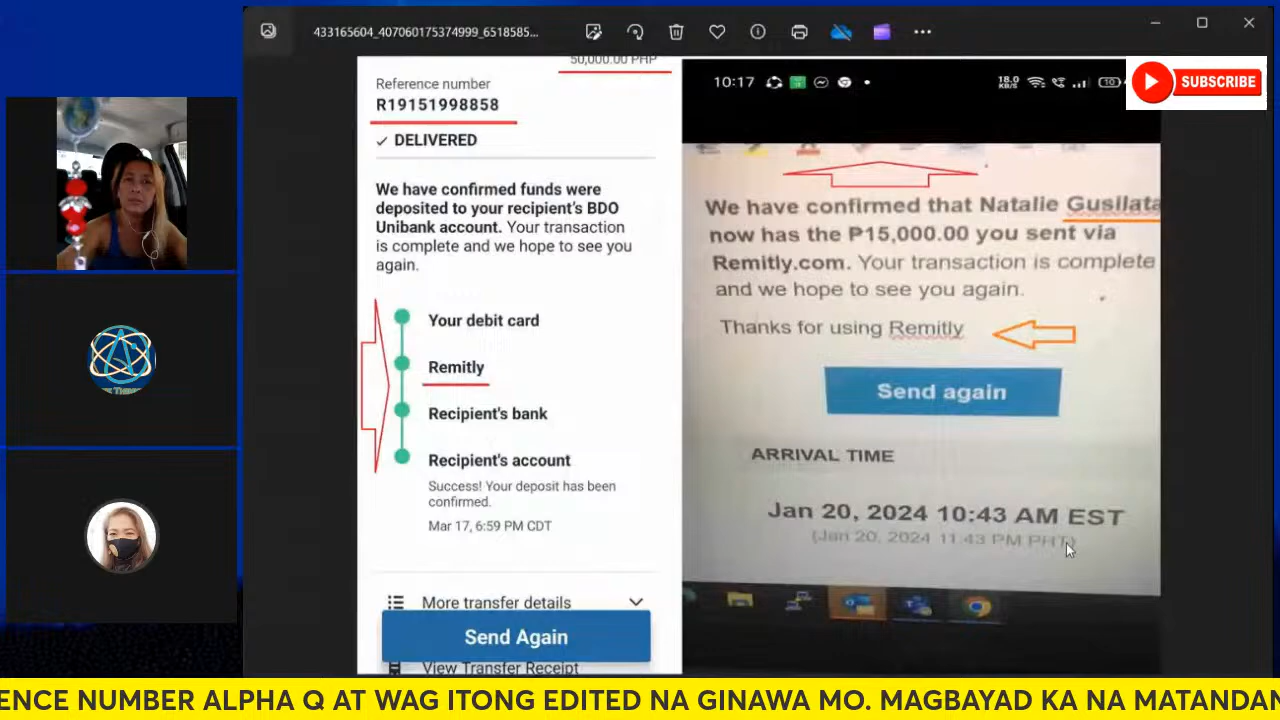 433165604_407060175374999_6518585...
50,000.00 PHP
Reference number
R19151998858
DELIVERED
We have confirmed funds were
deposited to your recipient's BDO
Unibank account. Your transaction
is complete and we hope to see you
again.
Your debit card
Remitly
Recipient's bank
Recipient's account
Success! Your deposit has been
confirmed.
Mar 17, 6:59 PM CDT
More transfer details
Send Again
View Transfer Receipt
10:17
18.0
KB/S
10
SUBSCRIBE
We have confirmed that Natalie Gusilata
now has the ₱15,000.00 you sent via
Remitly.com. Your transaction is complete
and we hope to see you again.
Thanks for using Remitly
Send again
ARRIVAL TIME
Jan 20, 2024 10:43 AM EST
(Jan 20, 2024 11:43 PM PHT)
ENCE NUMBER ALPHA Q AT WAG ITONG EDITED NA GINAWA MO. MAGBAYAD KA NA MATANDAN